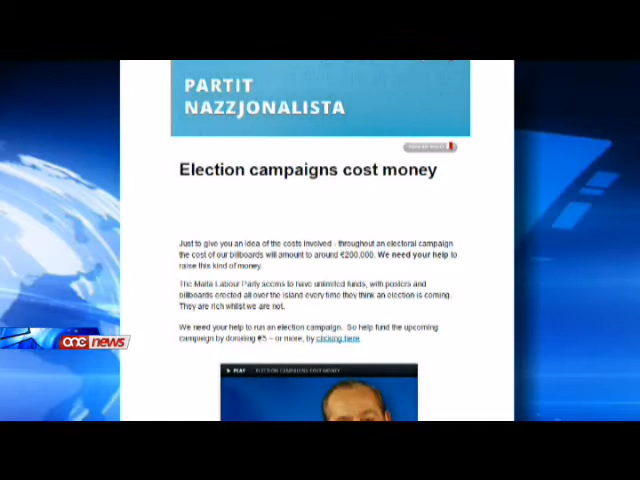 PARTIT
NAZZJONALISTA
Election campaigns cost money
Just to give you an idea of the costs involved - throughout an electoral campaign
the cost of our billboards will amount to around €200,000. We need your help to
raise this kind of money.
The Malta Labour Party seems to have unlimited funds, with posters and
billboards erected all over the island every time they think an election is coming.
They are rich whilst we are not.
We need your help to run an election campaign. So help fund the upcoming
campaign by donating €5 – or more, by clicking here
one news
PLAY ELECTION CAMPAIGNS COST MONEY